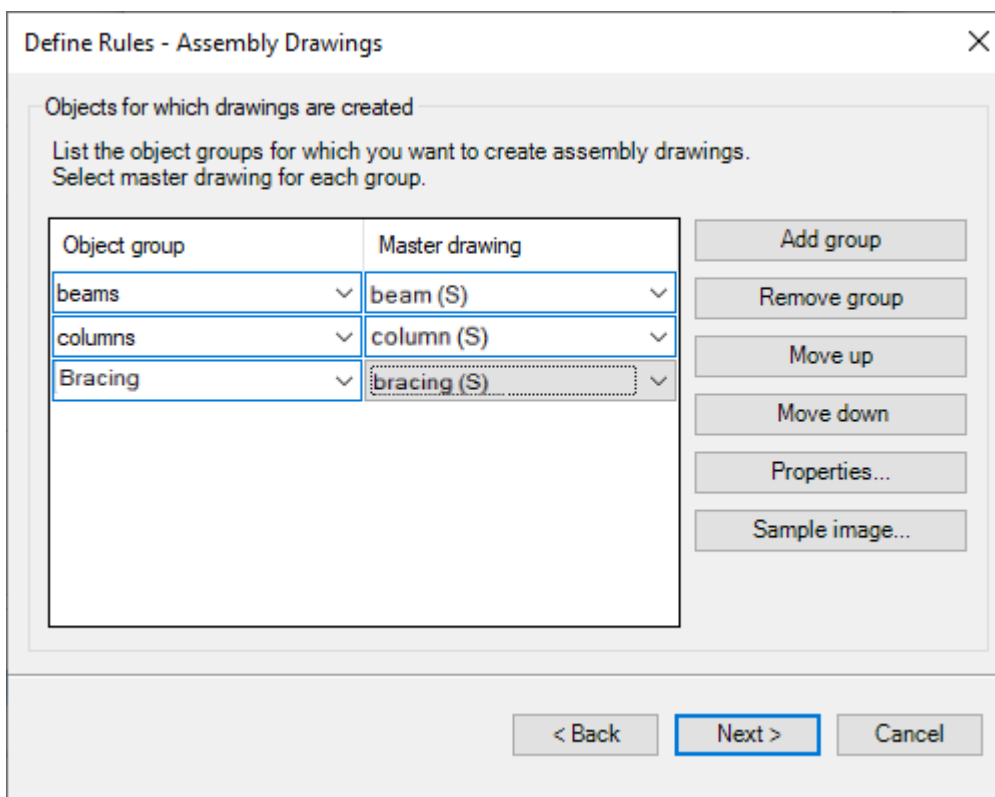 Define Rules - Assembly Drawings
Objects for which drawings are created
List the object groups for which you want to create assembly drawings.
Select master drawing for each group.
Object group Master drawing
beams beam (S)
columns column (S)
Bracing bracing (S)
Add group
Remove group
Move up
Move down
Properties...
Sample image...
< Back Next > Cancel